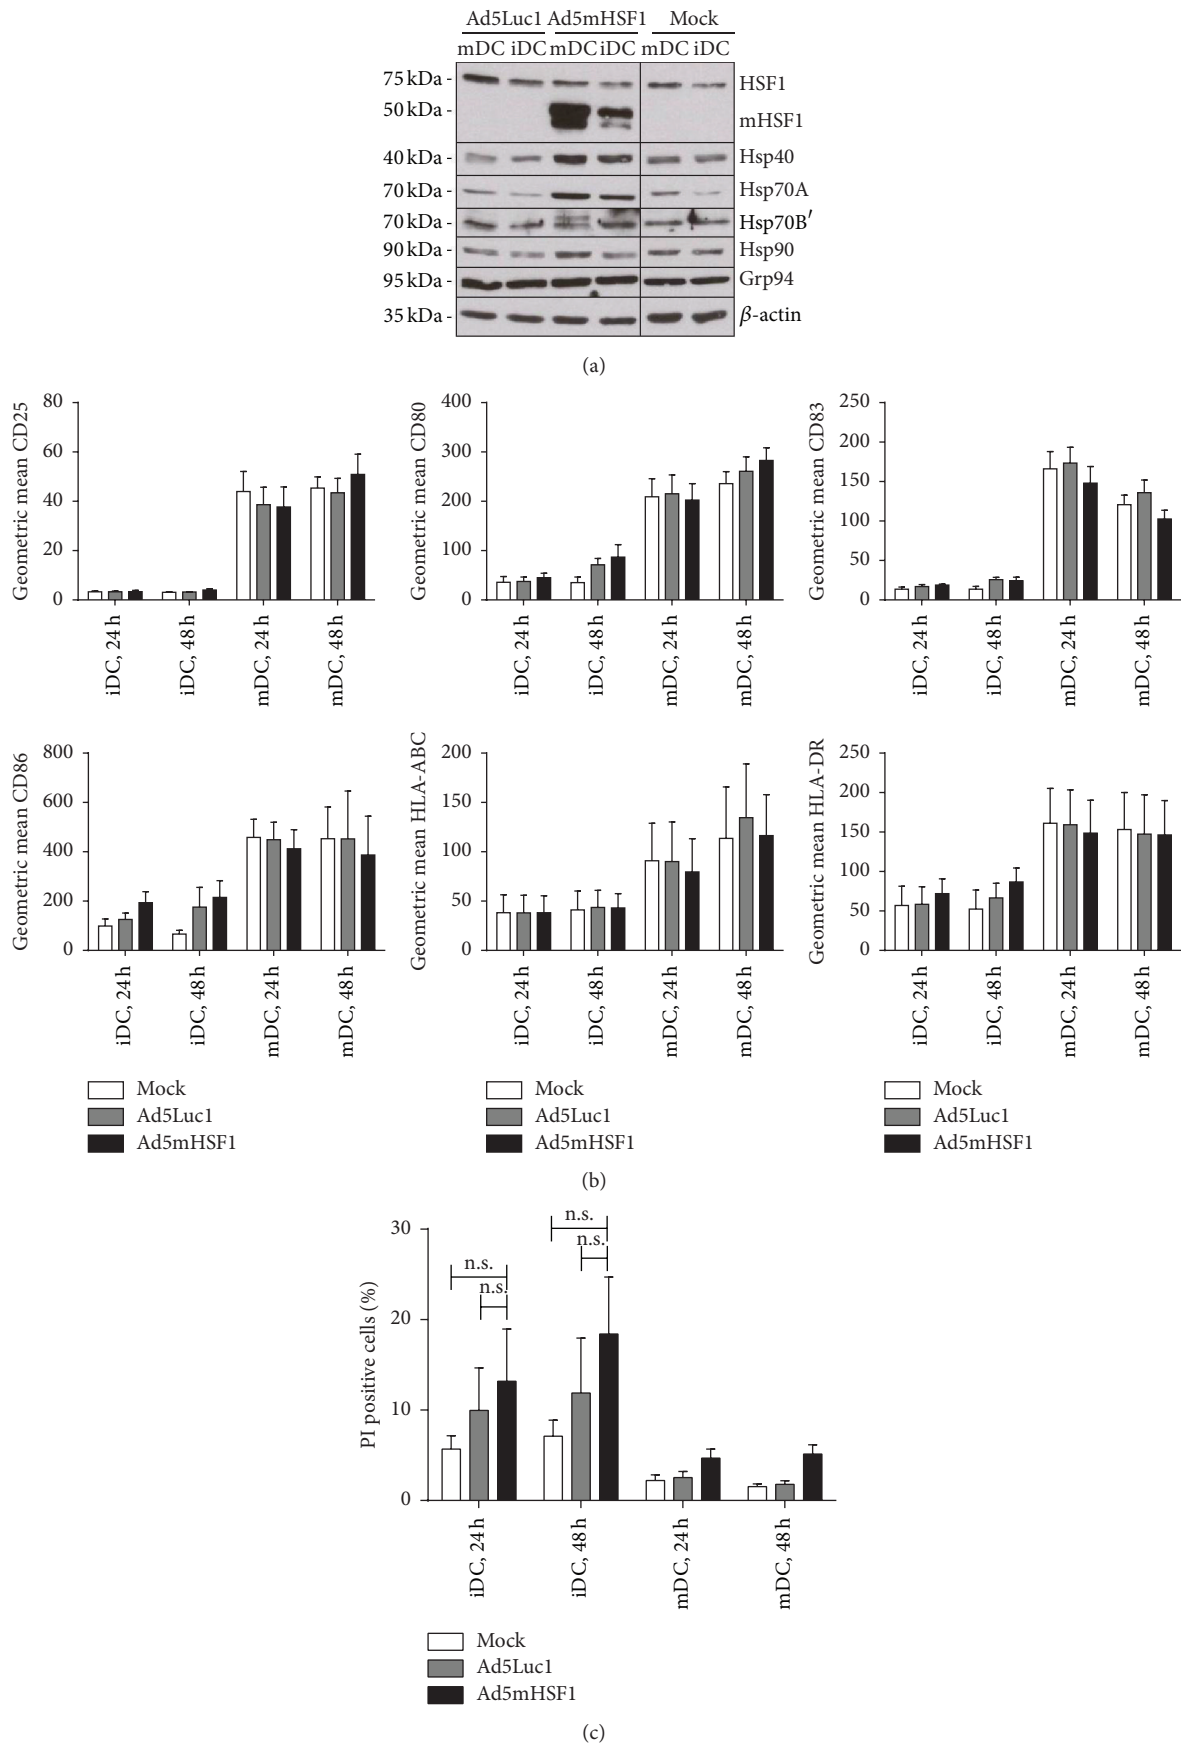 Ad5Luc1 Ad5mHSF1 Mock
mDC iDC mDC iDC mDC iDC
75 kDa - HSF1
50 kDa - mHSF1
40 kDa - Hsp40
70 kDa - Hsp70A
70 kDa - Hsp70B′
90 kDa - Hsp90
95 kDa - Grp94
35 kDa - β-actin
(a)
Geometric mean CD25
80
60
40
20
0
iDC, 24 h
iDC, 48 h
mDC, 24 h
mDC, 48 h
Geometric mean CD80
400
300
200
100
0
iDC, 24 h
iDC, 48 h
mDC, 24 h
mDC, 48 h
Geometric mean CD83
250
200
150
100
50
0
iDC, 24 h
iDC, 48 h
mDC, 24 h
mDC, 48 h
Geometric mean CD86
800
600
400
200
0
iDC, 24 h
iDC, 48 h
mDC, 24 h
mDC, 48 h
Geometric mean HLA-ABC
200
150
100
50
0
iDC, 24 h
iDC, 48 h
mDC, 24 h
mDC, 48 h
Geometric mean HLA-DR
250
200
150
100
50
0
iDC, 24 h
iDC, 48 h
mDC, 24 h
mDC, 48 h
Mock
Ad5Luc1
Ad5mHSF1
Mock
Ad5Luc1
Ad5mHSF1
Mock
Ad5Luc1
Ad5mHSF1
(b)
PI positive cells (%)
30
20
10
0
n.s.
n.s.
n.s.
n.s.
iDC, 24 h
iDC, 48 h
mDC, 24 h
mDC, 48 h
Mock
Ad5Luc1
Ad5mHSF1
(c)